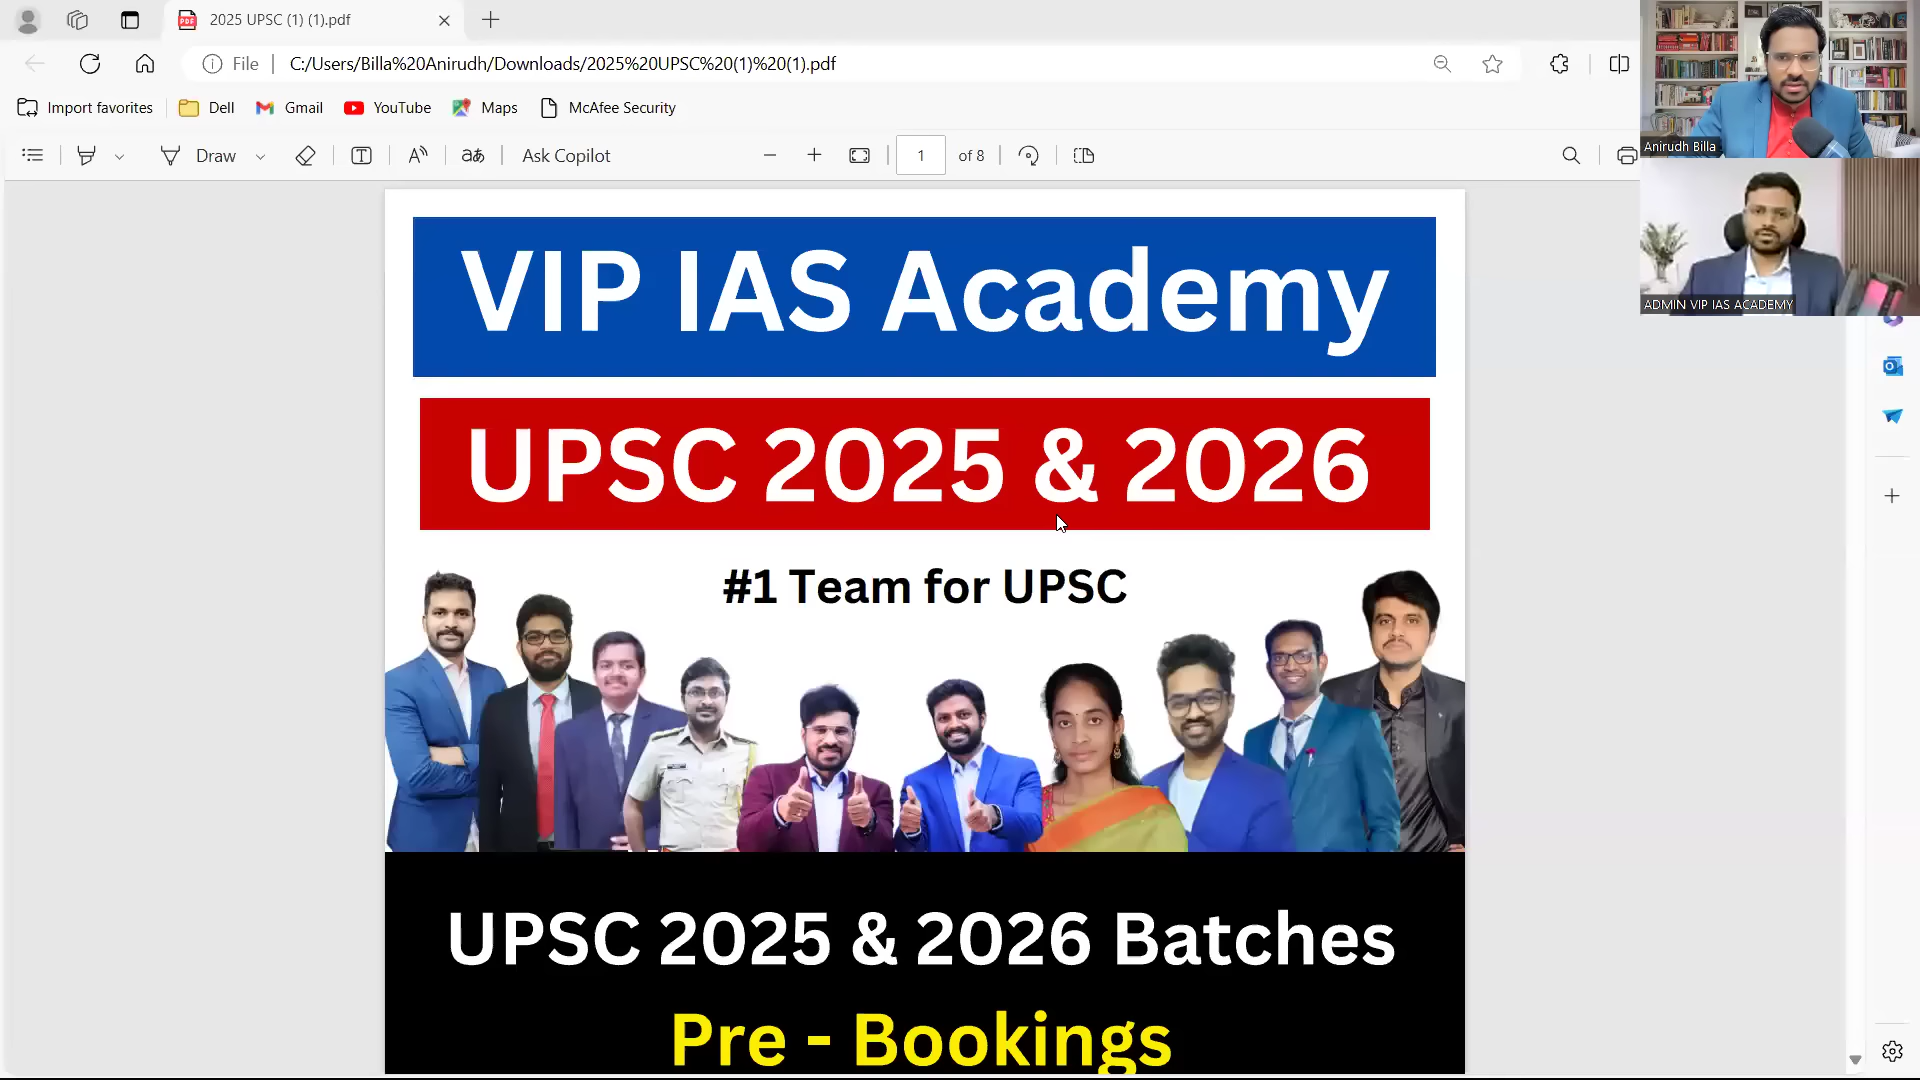 2025 UPSC (1) (1).pdf
File
C:/Users/Billa%20Anirudh/Downloads/2025%20UPSC%20(1)%20(1).pdf
Import favorites
Dell
Gmail
YouTube
Maps
McAfee Security
Draw
aあ
Ask Copilot
1
of 8
Anirudh Billa
ADMIN VIP IAS ACADEMY
VIP IAS Academy
UPSC 2025 & 2026
#1 Team for UPSC
UPSC 2025 & 2026 Batches
Pre - Bookings